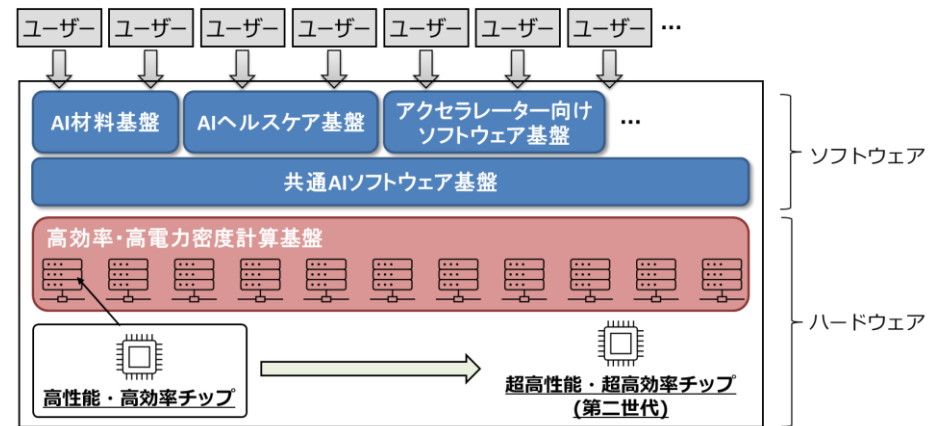 ユーザー ユーザー ユーザー ユーザー ユーザー ユーザー ユーザー …
AI材料基盤
AIヘルスケア基盤
アクセラレーター向け
ソフトウェア基盤
…
共通AIソフトウェア基盤
ソフトウェア
高効率・高電力密度計算基盤
ハードウェア
高性能・高効率チップ
超高性能・超高効率チップ
(第二世代)